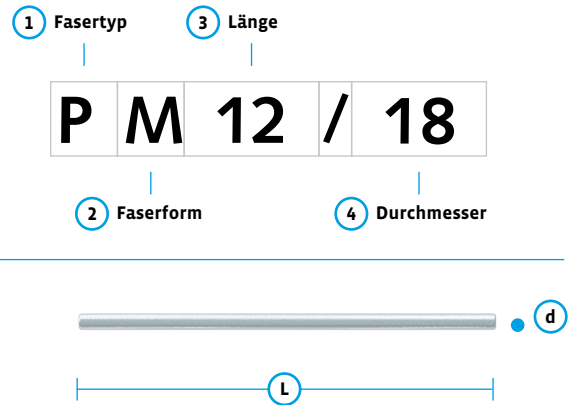 1 Fasertyp 3 Länge
P M 12 / 18
2 Faserform 4 Durchmesser
d
L